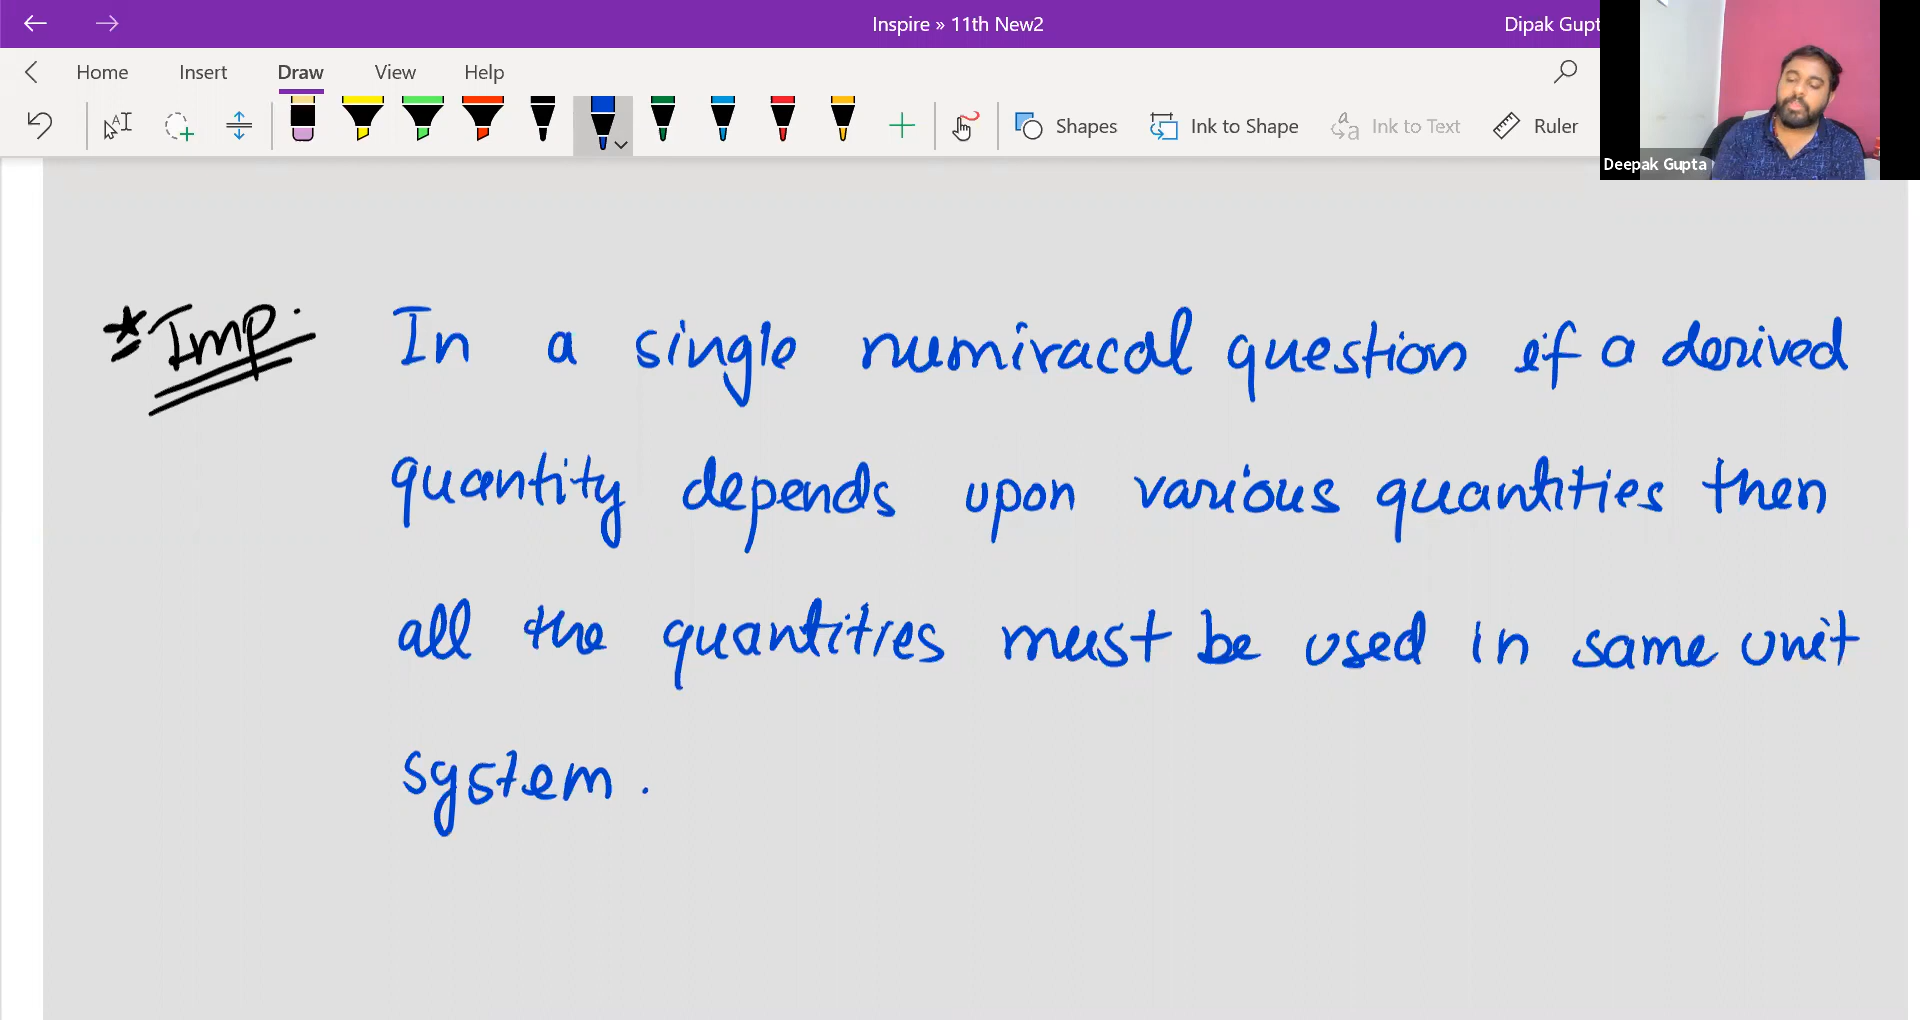 Inspire » 11th New2
Dipak Gupt
Home Insert Draw View Help
Shapes Ink to Shape Ink to Text Ruler
Deepak Gupta
* Imp. In a single numiracal question if a derived
quantity depends upon various quantities then
all the quantities must be used in same unit
system.